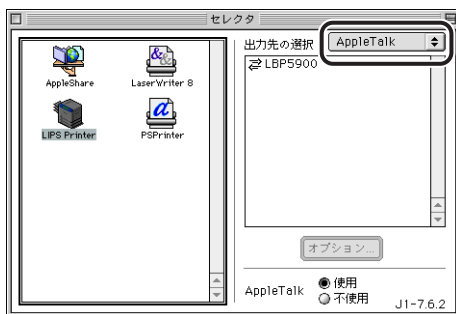 セレクタ
AppleShare
LaserWriter 8
LIPS Printer
PSPrinter
出力先の選択
AppleTalk
LBP5900
オプション...
AppleTalk
使用
不使用
J1-7.6.2